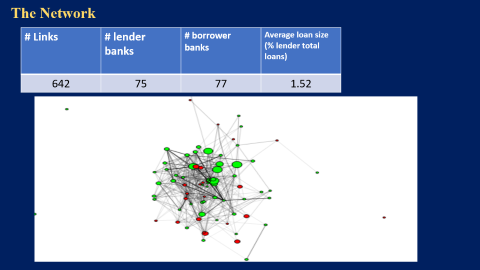 The Network
# Links
# lender
banks
# borrower
banks
Average loan size
(% lender total
loans)
642
75
77
1.52